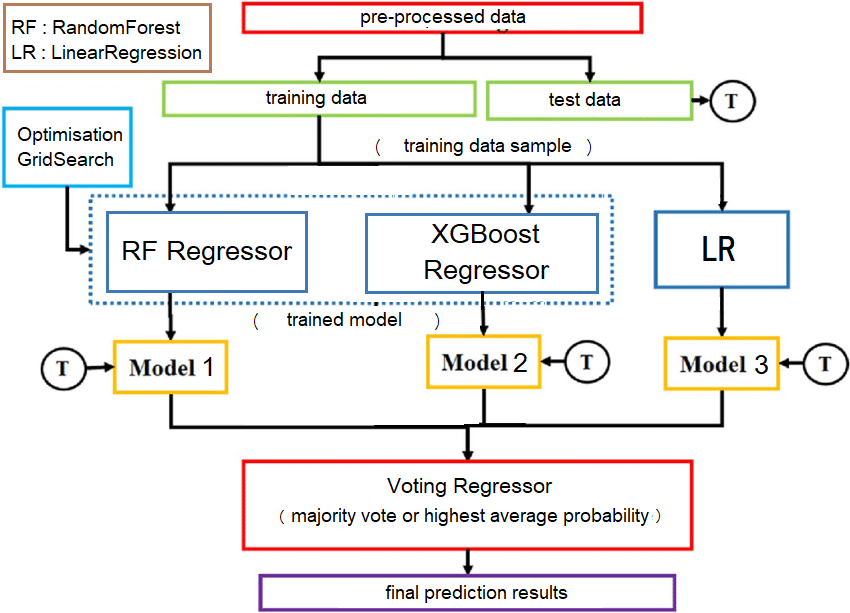 RF : RandomForest
LR : LinearRegression
pre-processed data
training data
test data
T
Optimisation
GridSearch
( training data sample )
RF Regressor
XGBoost
Regressor
LR
( trained model )
T
Model 1
Model 2
T
Model 3
T
Voting Regressor
( majority vote or highest average probability )
final prediction results